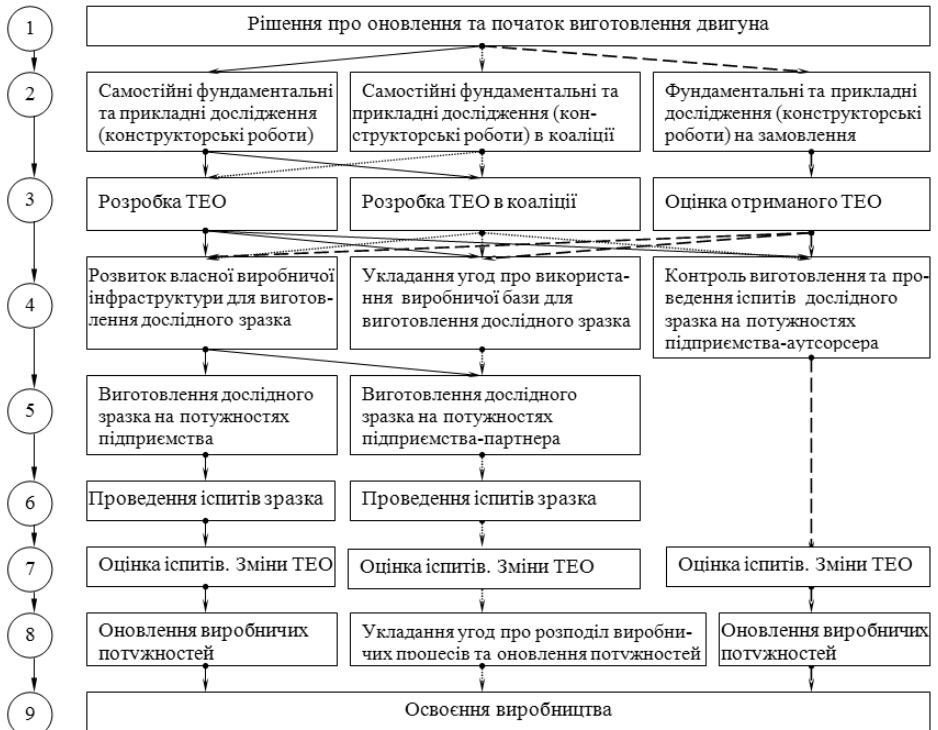 1
Рішення про оновлення та початок виготовлення двигуна
2
Самостійні фундаментальні
та прикладні дослідження
(конструкторські роботи)
Самостійні фундаментальні та
прикладні дослідження (кон-
структорські роботи) в коаліції
Фундаментальні та прикладні
дослідження (конструкторські
роботи) на замовлення
3
Розробка ТЕО
Розробка ТЕО в коаліції
Оцінка отриманого ТЕО
4
Розвиток власної виробничої
інфраструктури для виготов-
лення дослідного зразка
Укладання угод про використа-
ння виробничої бази для
виготовлення дослідного зразка
Контроль виготовлення та про-
ведення іспитів дослідного
зразка на потужностях
підприємства-аутсорсера
5
Виготовлення дослідного
зразка на потужностях
підприємства
Виготовлення дослідного
зразка на потужностях
підприємства-партнера
6
Проведення іспитів зразка
Проведення іспитів зразка
7
Оцінка іспитів. Зміни ТЕО
Оцінка іспитів. Зміни ТЕО
Оцінка іспитів. Зміни ТЕО
8
Оновлення виробничих
потужностей
Укладання угод про розподіл виробни-
чих процесів та оновлення потужностей
Оновлення виробничих
потужностей
9
Освоєння виробництва